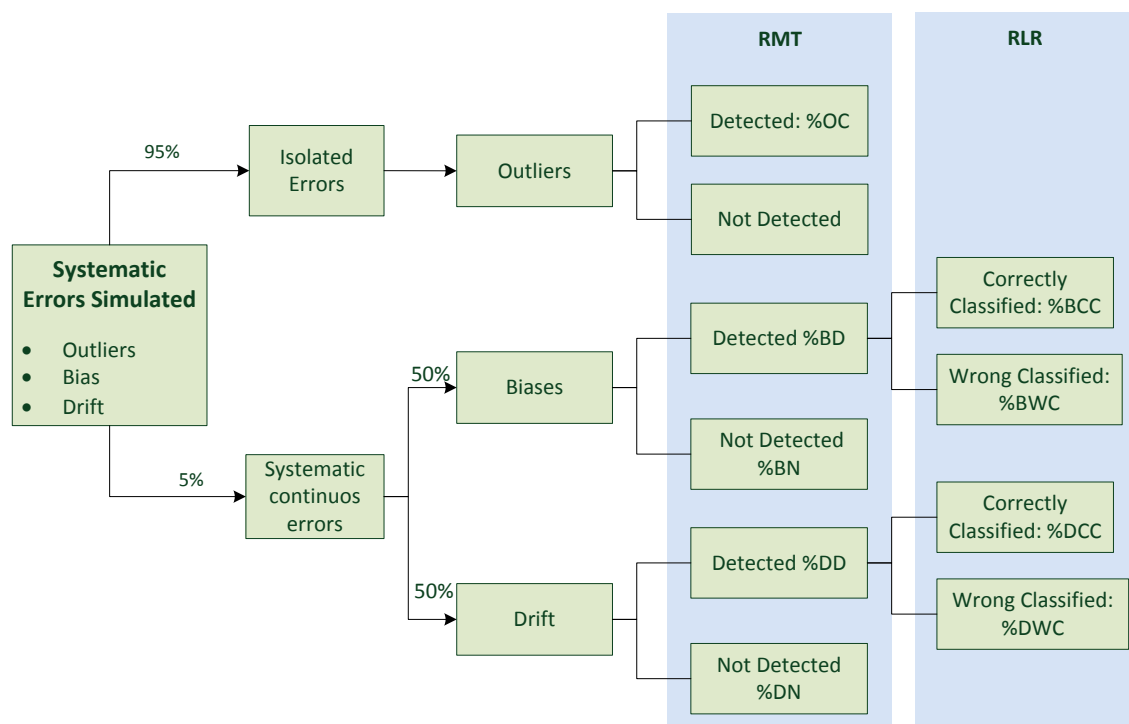 RMT
RLR
Detected: %OC
95%
Isolated
Errors
Outliers
Not Detected
Systematic
Errors Simulated
• Outliers
• Bias
• Drift
Correctly
Classified: %BCC
Detected %BD
50%
Biases
Wrong Classified:
%BWC
Not Detected
%BN
5%
Systematic
continuos
errors
Correctly
Classified: %DCC
Detected %DD
50%
Drift
Wrong Classified:
%DWC
Not Detected
%DN